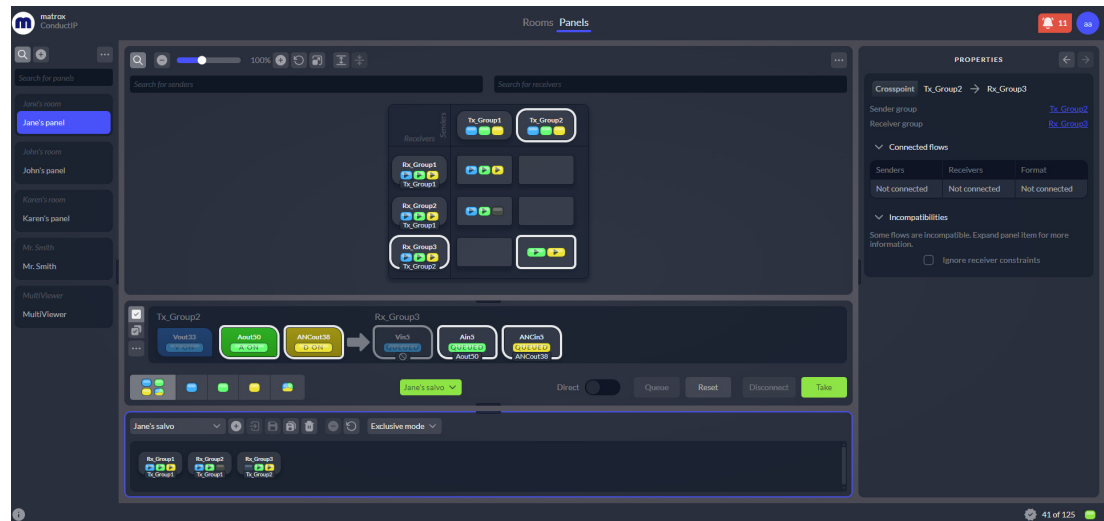 matrox
ConductIP
Rooms Panels
11
aa
Search for panels
Jane's room
Jane's panel
John's room
John's panel
Karen's room
Karen's panel
Mr. Smith
Mr. Smith
MultiViewer
MultiViewer
100%
Search for senders
Search for receivers
Senders
Receivers
Tx_Group1
Tx_Group2
Rx_Group1
Tx_Group1
Rx_Group2
Tx_Group1
Rx_Group3
Tx_Group2
Tx_Group2
Rx_Group3
Vout33
Aout50
A ON
ANCout38
D ON
Vin3
QUEUED
Ain3
QUEUED
Aout50
ANCin3
QUEUED
ANCout38
Jane's salvo
Direct
Queue
Reset
Disconnect
Take
Jane's salvo
Exclusive mode
Rx_Group1
Tx_Group1
Rx_Group2
Tx_Group1
Rx_Group3
Tx_Group2
PROPERTIES
Crosspoint Tx_Group2 → Rx_Group3
Sender group Tx_Group2
Receiver group Rx_Group3
Connected flows
Senders Receivers Format
Not connected Not connected Not connected
Incompatibilities
Some flows are incompatible. Expand panel item for more
information.
Ignore receiver constraints
41 of 125